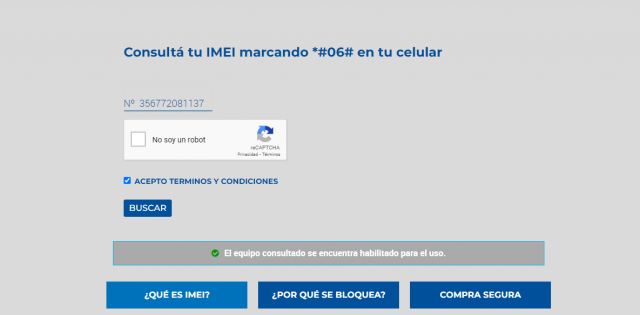 Consultá tu IMEI marcando *#06# en tu celular
Nº 356772081137
No soy un robot
reCAPTCHA
Privacidad - Términos
ACEPTO TERMINOS Y CONDICIONES
BUSCAR
El equipo consultado se encuentra habilitado para el uso.
¿QUÉ ES IMEI?
¿POR QUÉ SE BLOQUEA?
COMPRA SEGURA